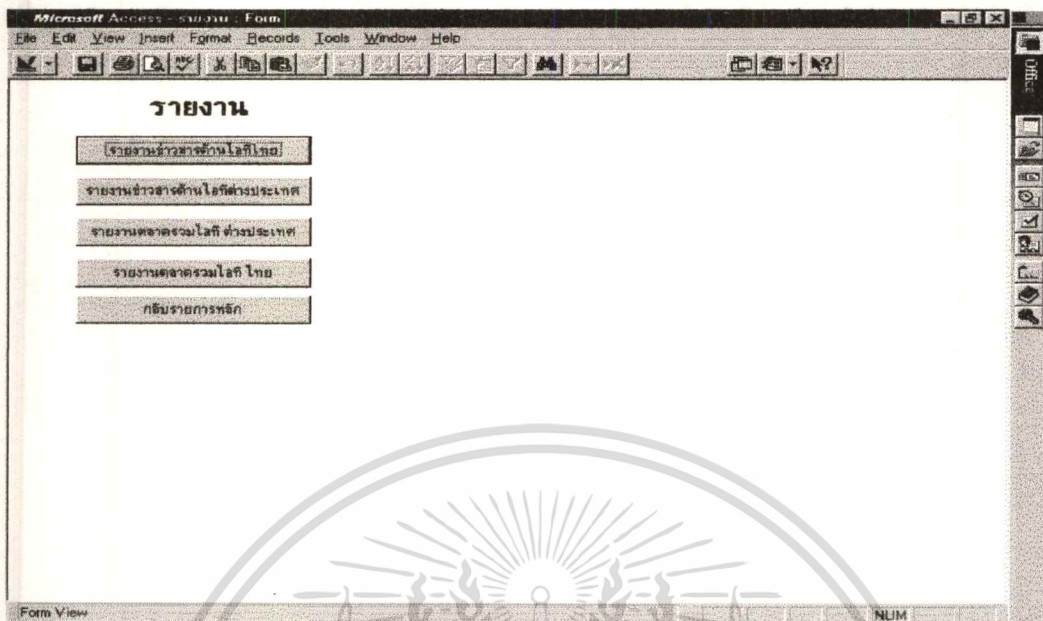 Microsoft Access - รายงาน : Form
File Edit View Insert Format Records Tools Window Help
Office
รายงาน
รายงานข่าวสารด้านไอทีไทย
รายงานข่าวสารด้านไอทีต่างประเทศ
รายงานตลาดรวมไอที ต่างประเทศ
รายงานตลาดรวมไอที ไทย
กลับรายการหลัก
Form View
NUM